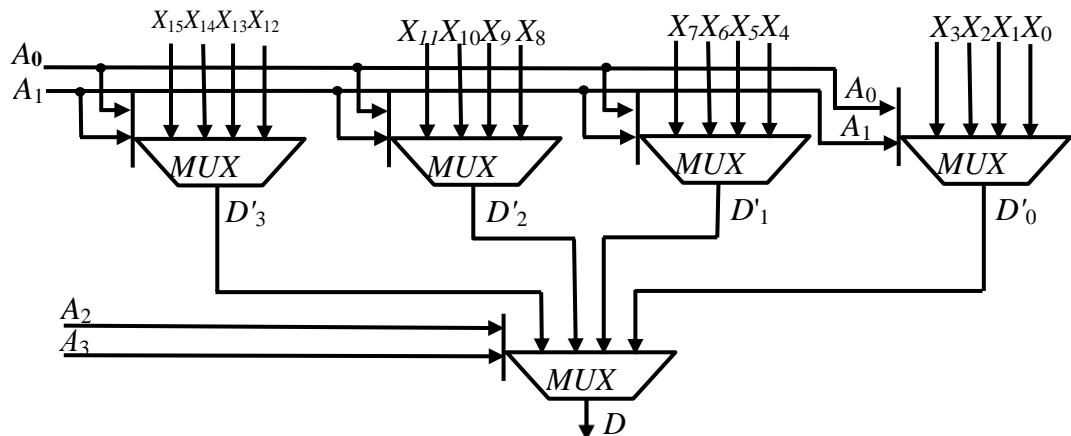 X₁₅X₁₄X₁₃X₁₂
X₁₁X₁₀X₉X₈
X₇X₆X₅X₄
X₃X₂X₁X₀
A₀
A₁
A₀
A₁
MUX
MUX
MUX
MUX
D'₃
D'₂
D'₁
D'₀
A₂
A₃
MUX
D